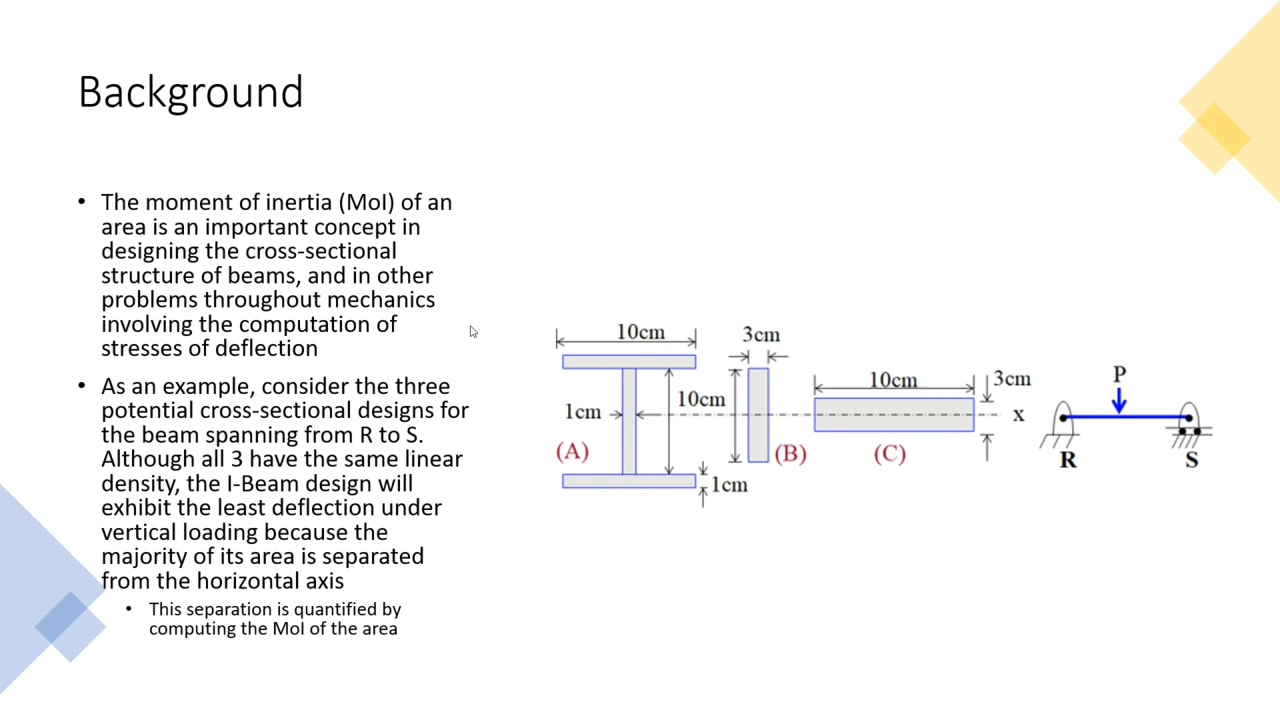 Background
• The moment of inertia (MoI) of an
area is an important concept in
designing the cross-sectional
structure of beams, and in other
problems throughout mechanics
involving the computation of
stresses of deflection
• As an example, consider the three
potential cross-sectional designs for
the beam spanning from R to S.
Although all 3 have the same linear
density, the I-Beam design will
exhibit the least deflection under
vertical loading because the
majority of its area is separated
from the horizontal axis
• This separation is quantified by
computing the MoI of the area
10cm
1cm
10cm
1cm
(A)
3cm
(B)
10cm
3cm
(C)
x
P
R
S